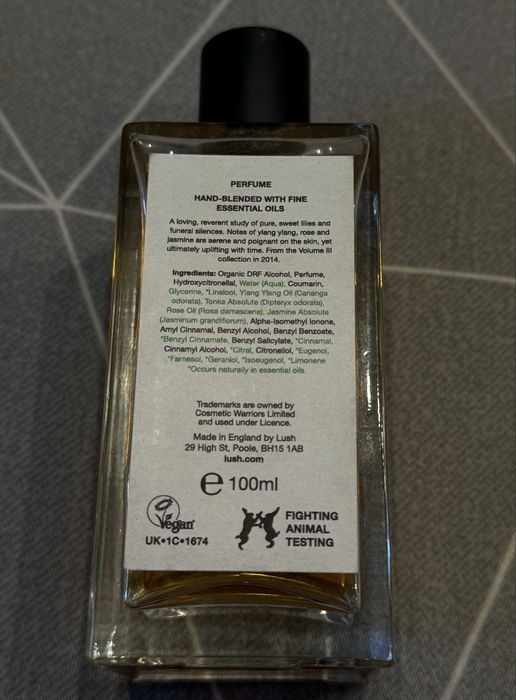 PERFUME
HAND-BLENDED WITH FINE
ESSENTIAL OILS
A loving, reverent study of pure, sweet lilies and
funeral silences. Notes of ylang ylang, rose and
jasmine are serene and poignant on the skin, yet
ultimately uplifting with time. From the Volume III
collection in 2014.
Ingredients: Organic DRF Alcohol, Perfume,
Hydroxycitronellal, Water (Aqua), Coumarin,
Glycerine, *Linalool, Ylang Ylang Oil (Cananga
odorata), Tonka Absolute (Dipteryx odorata),
Rose Oil (Rosa damascena), Jasmine Absolute
(Jasminum grandiflorum), Alpha-Isomethyl Ionone,
Amyl Cinnamal, Benzyl Alcohol, Benzyl Benzoate,
*Benzyl Cinnamate, Benzyl Salicylate, *Cinnamal,
Cinnamyl Alcohol, *Citral, Citronellol, *Eugenol,
*Farnesol, *Geraniol, *Isoeugenol, *Limonene
*Occurs naturally in essential oils
Trademarks are owned by
Cosmetic Warriors Limited
and used under Licence.
Made in England by Lush
29 High St, Poole, BH15 1AB
lush.com
℮ 100ml
Vegan
UK•1C•1674
FIGHTING
ANIMAL
TESTING